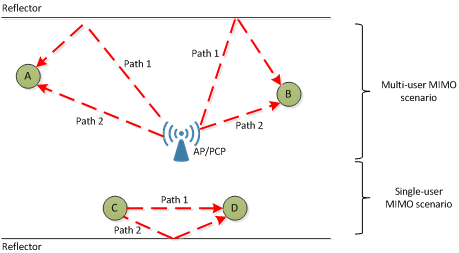 Reflector
Path 1
Path 1
A
B
Multi-user MIMO
scenario
Path 2
Path 2
AP/PCP
Single-user
MIMO scenario
C
Path 1
D
Path 2
Reflector